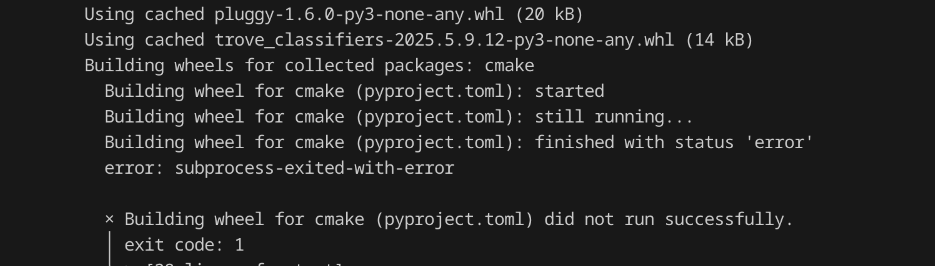 Using cached pluggy-1.6.0-py3-none-any.whl (20 kB)
Using cached trove_classifiers-2025.5.9.12-py3-none-any.whl (14 kB)
Building wheels for collected packages: cmake
Building wheel for cmake (pyproject.toml): started
Building wheel for cmake (pyproject.toml): still running...
Building wheel for cmake (pyproject.toml): finished with status 'error'
error: subprocess-exited-with-error
× Building wheel for cmake (pyproject.toml) did not run successfully.
│ exit code: 1